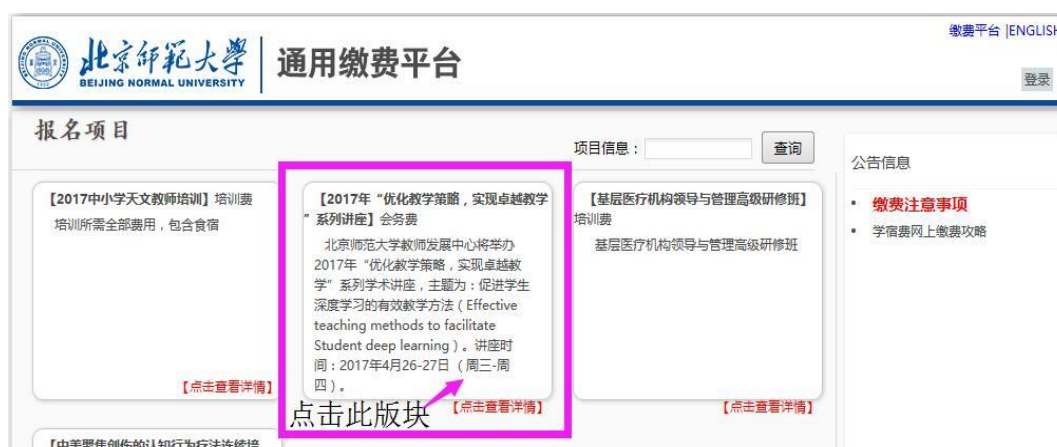 缴费平台 |ENGLISH
北京师范大學
BEIJING NORMAL UNIVERSITY
通用缴费平台
登录
报名项目
项目信息：
查询
【2017中小学天文教师培训】培训费
培训所需全部费用，包含食宿
【点击查看详情】
【2017年“优化教学策略，实现卓越教学
”系列讲座】会务费
北京师范大学教师发展中心将举办
2017年“优化教学策略，实现卓越教
学”系列学术讲座，主题为：促进学生
深度学习的有效教学方法（Effective
teaching methods to facilitate
Student deep learning）。讲座时
间：2017年4月26-27日（周三-周
四）。
点击此版块
【点击查看详情】
【基层医疗机构领导与管理高级研修班】
培训费
基层医疗机构领导与管理高级研修班
【点击查看详情】
公告信息
• 缴费注意事项
• 学宿费网上缴费攻略